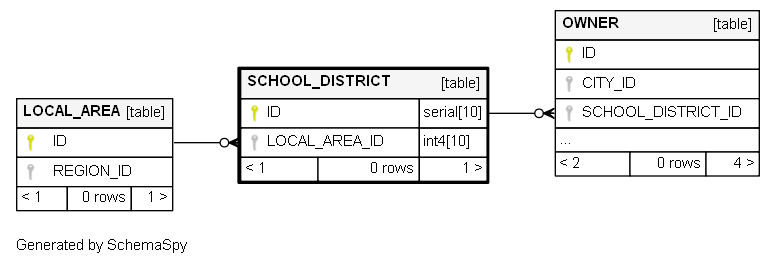 LOCAL_AREA [table]
ID
REGION_ID
< 1 0 rows 1 >
SCHOOL_DISTRICT [table]
ID serial[10]
LOCAL_AREA_ID int4[10]
< 1 0 rows 1 >
OWNER [table]
ID
CITY_ID
SCHOOL_DISTRICT_ID
...
< 2 0 rows 4 >
Generated by SchemaSpy